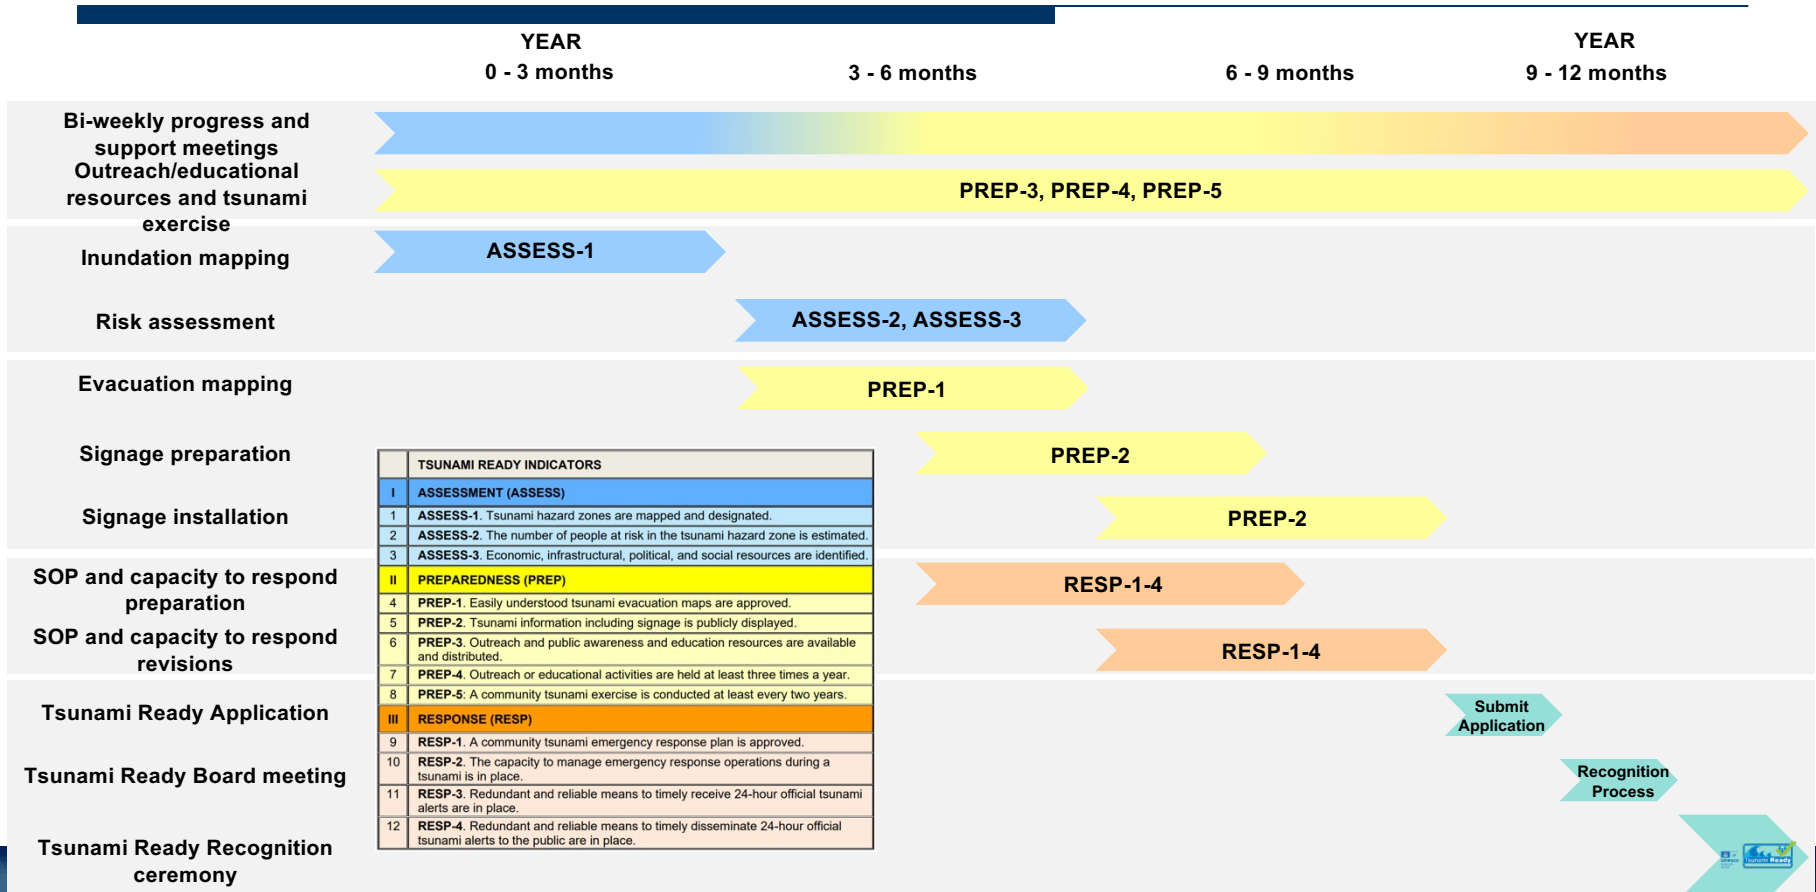 YEAR
0 - 3 months
3 - 6 months
6 - 9 months
YEAR
9 - 12 months
Bi-weekly progress and
support meetings
Outreach/educational
resources and tsunami
exercise
PREP-3, PREP-4, PREP-5
Inundation mapping
ASSESS-1
Risk assessment
ASSESS-2, ASSESS-3
Evacuation mapping
PREP-1
Signage preparation
PREP-2
Signage installation
PREP-2
SOP and capacity to respond
preparation
RESP-1-4
SOP and capacity to respond
revisions
RESP-1-4
Tsunami Ready Application
Submit
Application
Tsunami Ready Board meeting
Recognition
Process
Tsunami Ready Recognition
ceremony
Tsunami Ready
TSUNAMI READY INDICATORS
I ASSESSMENT (ASSESS)
1 ASSESS-1. Tsunami hazard zones are mapped and designated.
2 ASSESS-2. The number of people at risk in the tsunami hazard zone is estimated.
3 ASSESS-3. Economic, infrastructural, political, and social resources are identified.
II PREPAREDNESS (PREP)
4 PREP-1. Easily understood tsunami evacuation maps are approved.
5 PREP-2. Tsunami information including signage is publicly displayed.
6 PREP-3. Outreach and public awareness and education resources are available
and distributed.
7 PREP-4. Outreach or educational activities are held at least three times a year.
8 PREP-5: A community tsunami exercise is conducted at least every two years.
III RESPONSE (RESP)
9 RESP-1. A community tsunami emergency response plan is approved.
10 RESP-2. The capacity to manage emergency response operations during a
tsunami is in place.
11 RESP-3. Redundant and reliable means to timely receive 24-hour official tsunami
alerts are in place.
12 RESP-4. Redundant and reliable means to timely disseminate 24-hour official
tsunami alerts to the public are in place.